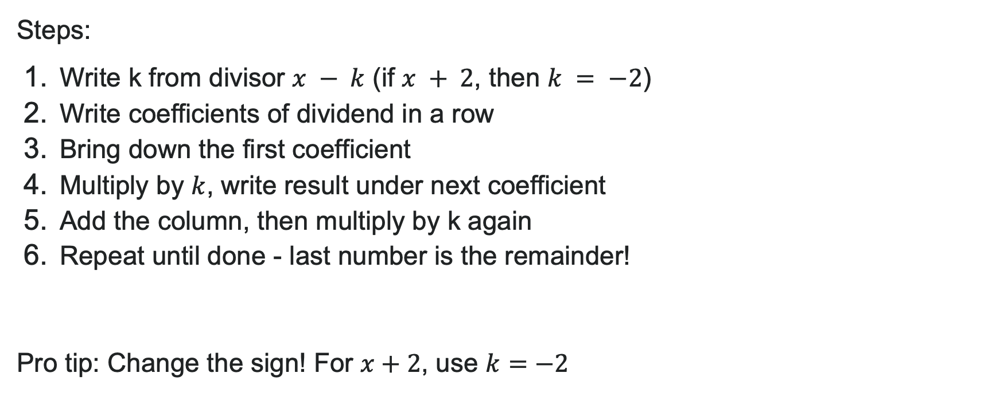 Steps:
1. Write k from divisor x − k (if x + 2, then k = −2)
2. Write coefficients of dividend in a row
3. Bring down the first coefficient
4. Multiply by k, write result under next coefficient
5. Add the column, then multiply by k again
6. Repeat until done - last number is the remainder!
Pro tip: Change the sign! For x + 2, use k = −2